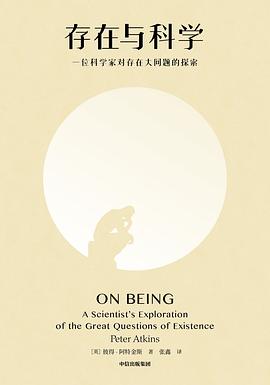 存在与科学
一位科学家对存在大问题的探索
ON BEING
A Scientist's Exploration
of the Great Questions of Existence
Peter Atkins
[英] 彼得·阿特金斯 著 张鑫 译
中信出版集团